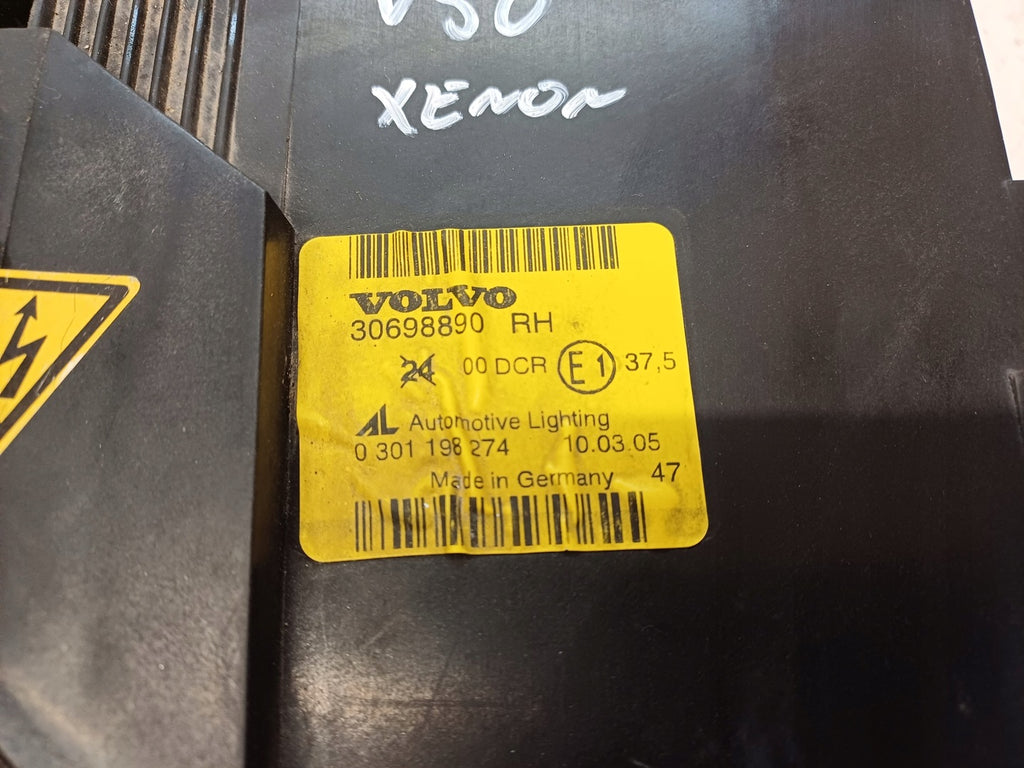 V50
XENON
VOLVO
30698890 RH
24 00 DCR E1 37,5
AL Automotive Lighting
0 301 198 274 10.03.05
Made in Germany 47